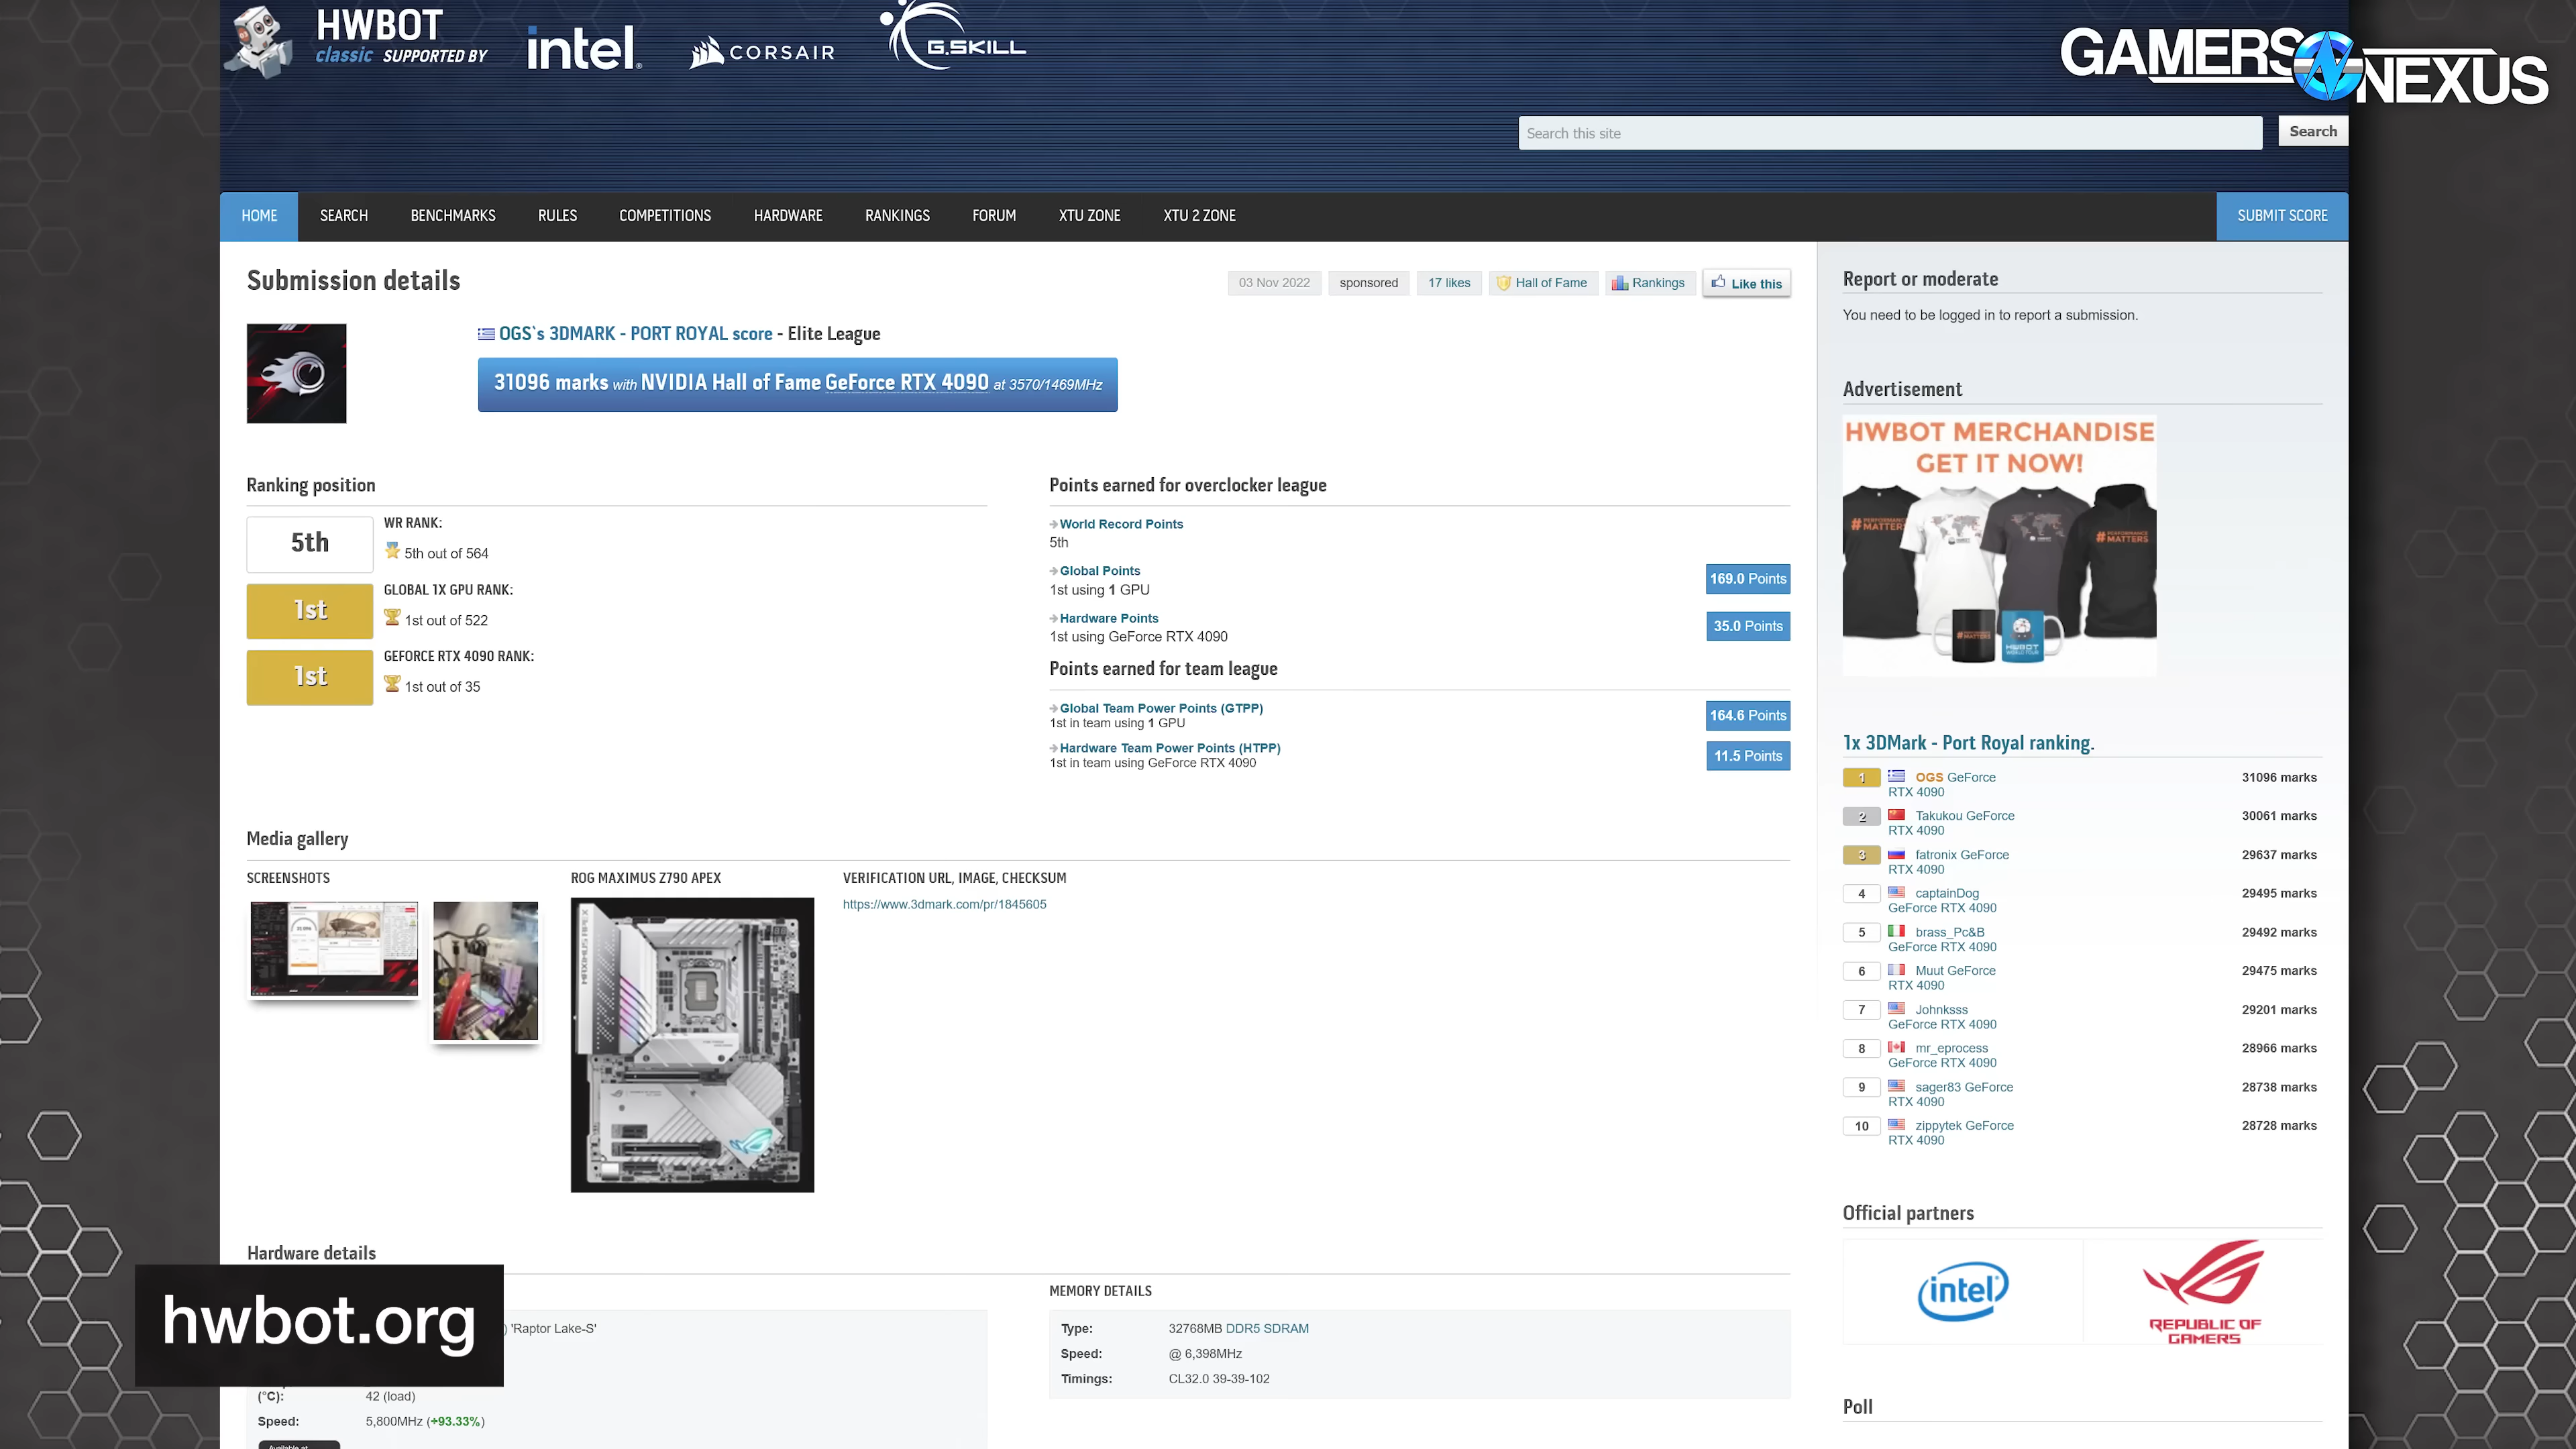 HWBOT
classic SUPPORTED BY
intel.
CORSAIR
G.SKILL
GAMERS NEXUS
Search this site
Search
HOME SEARCH BENCHMARKS RULES COMPETITIONS HARDWARE RANKINGS FORUM XTU ZONE XTU 2 ZONE SUBMIT SCORE
Submission details
03 Nov 2022 sponsored 17 likes Hall of Fame Rankings Like this
OGS`s 3DMARK - PORT ROYAL score - Elite League
31096 marks with NVIDIA Hall of Fame GeForce RTX 4090 at 3570/1469MHz
Ranking position
5th
WR RANK:
5th out of 564
1st
GLOBAL 1X GPU RANK:
1st out of 522
1st
GEFORCE RTX 4090 RANK:
1st out of 35
Points earned for overclocker league
World Record Points
5th
Global Points
1st using 1 GPU
169.0 Points
Hardware Points
1st using GeForce RTX 4090
35.0 Points
Points earned for team league
Global Team Power Points (GTPP)
1st in team using 1 GPU
164.6 Points
Hardware Team Power Points (HTPP)
1st in team using GeForce RTX 4090
11.5 Points
Media gallery
SCREENSHOTS
ROG MAXIMUS Z790 APEX
VERIFICATION URL, IMAGE, CHECKSUM
https://www.3dmark.com/pr/1845605
Hardware details
hwbot.org
) 'Raptor Lake-S'
(°C): 42 (load)
Speed: 5,800MHz (+93.33%)
MEMORY DETAILS
Type: 32768MB DDR5 SDRAM
Speed: @ 6,398MHz
Timings: CL32.0 39-39-102
Report or moderate
You need to be logged in to report a submission.
Advertisement
HWBOT MERCHANDISE
GET IT NOW!
#MATTERS
1x 3DMark - Port Royal ranking.
1 OGS GeForce 31096 marks
RTX 4090
2 Takukou GeForce 30061 marks
RTX 4090
3 fatronix GeForce 29637 marks
RTX 4090
4 captainDog 29495 marks
GeForce RTX 4090
5 brass_Pc&B 29492 marks
GeForce RTX 4090
6 Muut GeForce 29475 marks
RTX 4090
7 Johnksss 29201 marks
GeForce RTX 4090
8 mr_eprocess 28966 marks
GeForce RTX 4090
9 sager83 GeForce 28738 marks
RTX 4090
10 zippytek GeForce 28728 marks
RTX 4090
Official partners
intel
REPUBLIC OF
GAMERS
Poll